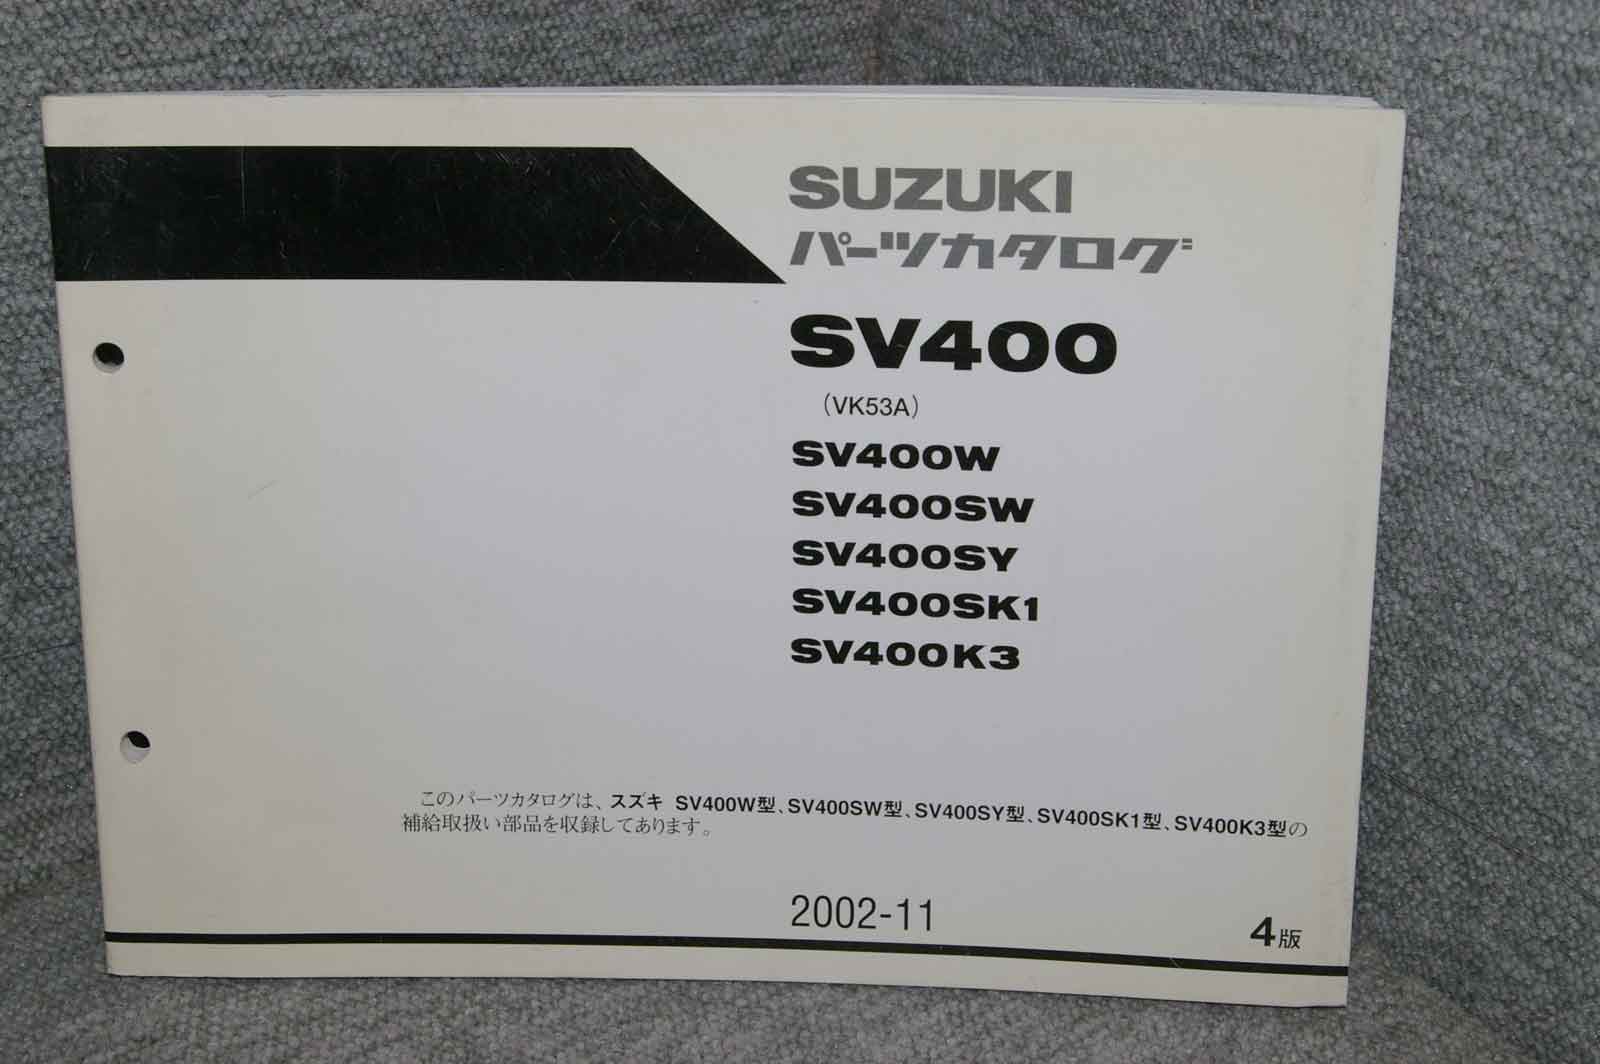 SUZUKI
パーツカタログ
SV400
(VK53A)
SV400W
SV400SW
SV400SY
SV400SK1
SV400K3
このパーツカタログは、スズキ SV400W型、SV400SW型、SV400SY型、SV400SK1型、SV400K3型の
補給取扱い部品を収録してあります。
2002-11
4版